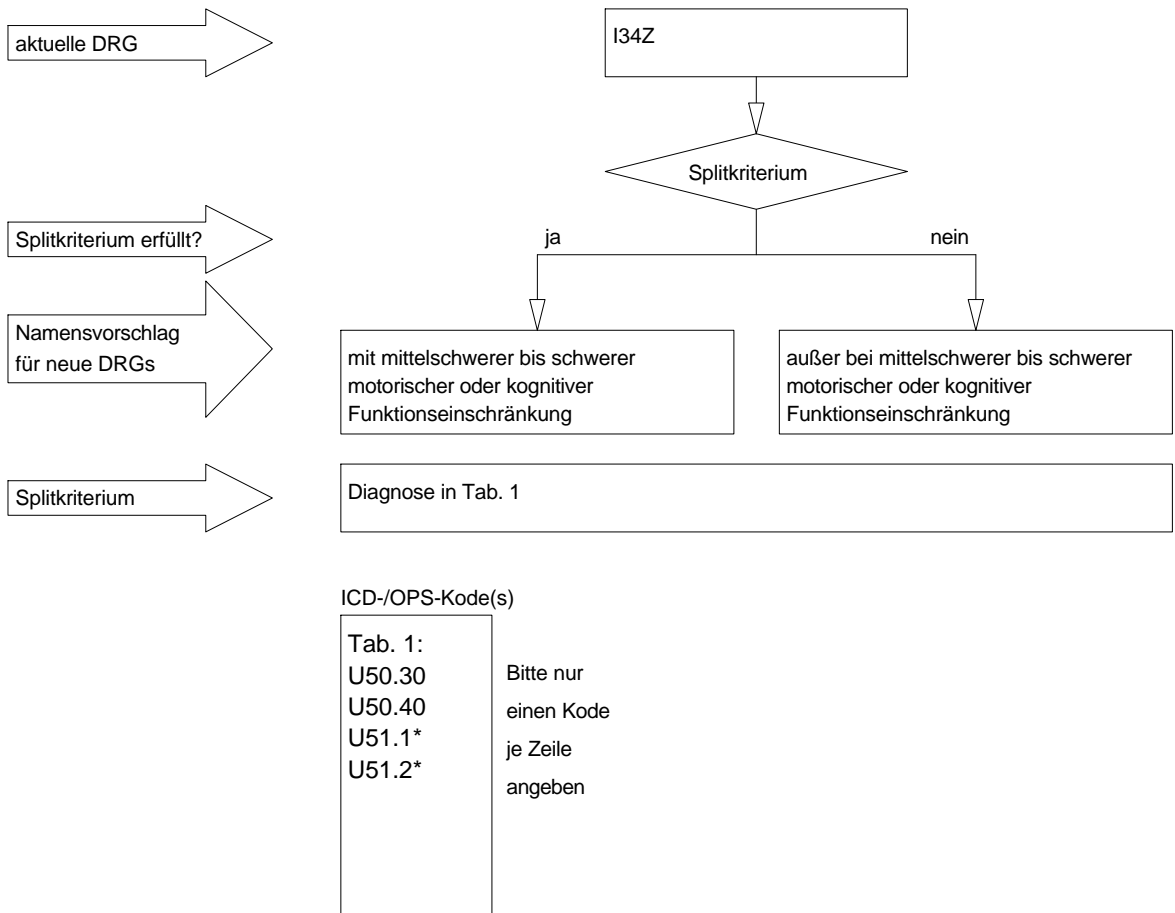 aktuelle DRG
I34Z
Splitkriterium
Splitkriterium erfüllt?
ja
nein
Namensvorschlag
für neue DRGs
mit mittelschwerer bis schwerer
motorischer oder kognitiver
Funktionseinschränkung
außer bei mittelschwerer bis schwerer
motorischer oder kognitiver
Funktionseinschränkung
Splitkriterium
Diagnose in Tab. 1
ICD-/OPS-Kode(s)
Tab. 1:
U50.30
U50.40
U51.1*
U51.2*
Bitte nur
einen Kode
je Zeile
angeben